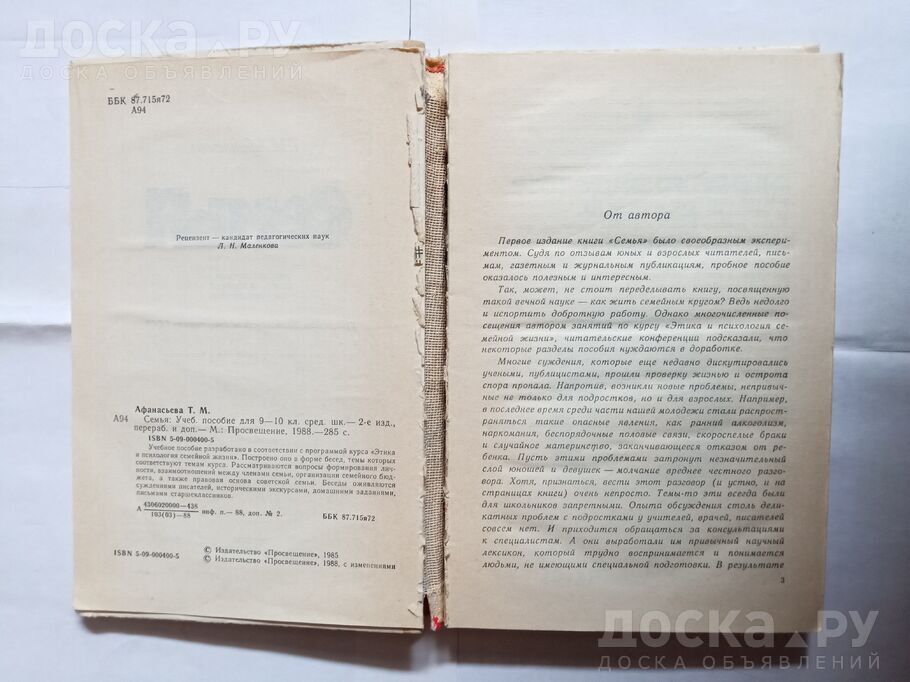 ДОСКА.РУ
ДОСКА ОБЪЯВЛЕНИЙ
ББК 87.715я72
А94
Рецензент — кандидат педагогических наук
Л. Н. Маленкова
Афанасьева Т. М.
А94 Семья: Учеб. пособие для 9—10 кл. сред. шк.— 2-е изд.,
перераб. и доп.— М.: Просвещение, 1988.—285 с.
ISBN 5-09-000400-5
Учебное пособие разработано в соответствии с программой курса «Этика
и психология семейной жизни». Построено оно в форме бесед, темы которых
соответствуют темам курса. Рассматриваются вопросы формирования лич-
ности, взаимоотношений между членами семьи, организации семейного бюд-
жета, а также правовая основа советской семьи. Беседы оживляются
суждениями писателей, историческими экскурсами, домашними заданиями,
письмами старшеклассников.
А 4306020000—438
103(03)—88 инф. п.— 88, доп. № 2. ББК 87.715я72
ISBN 5-09-000400-5
© Издательство «Просвещение», 1985
© Издательство «Просвещение», 1988, с изменениями
От автора
Первое издание книги «Семья» было своеобразным экспери-
ментом. Судя по отзывам юных и взрослых читателей, пись-
мам, газетным и журнальным публикациям, пробное пособие
оказалось полезным и интересным.
Так, может, не стоит переделывать книгу, посвященную
такой вечной науке — как жить семейным кругом? Ведь недолго
и испортить добротную работу. Однако многочисленные по-
сещения автором занятий по курсу «Этика и психология се-
мейной жизни», читательские конференции подсказали, что
некоторые разделы пособия нуждаются в доработке.
Многие суждения, которые еще недавно дискутировались
учеными, публицистами, прошли проверку жизнью и острота
спора пропала. Напротив, возникли новые проблемы, непривыч-
ные не только для подростков, но и для взрослых. Например,
в последнее время среди части нашей молодежи стали распрост-
раняться такие опасные явления, как ранний алкоголизм,
наркомания, беспорядочные половые связи, скороспелые браки
и случайное материнство, заканчивающиеся отказом от ре-
бенка. Пусть этими проблемами затронут незначительный
слой юношей и девушек — молчание вреднее честного разго-
вора. Хотя, признаться, вести этот разговор (и устно, и на
страницах книги) очень непросто. Темы-то эти всегда были
для школьников запретными. Опыта обсуждения столь дели-
катных проблем с подростками у учителей, врачей, писателей
совсем нет. И приходится обращаться за консультациями
к специалистам. А они выработали им привычный научный
лексикон, который трудно воспринимается и понимается
людьми, не имеющими специальной подготовки. В результате
3
ДОСКА.РУ
ДОСКА ОБЪЯВЛЕНИЙ